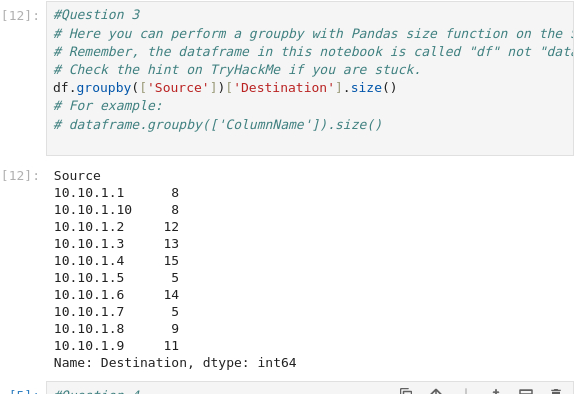 [12]: #Question 3
# Here you can perform a groupby with Pandas size function on the
# Remember, the dataframe in this notebook is called "df" not "data
# Check the hint on TryHackMe if you are stuck.
df.groupby(['Source'])['Destination'].size()
# For example:
# dataframe.groupby(['ColumnName']).size()
[12]: Source
10.10.1.1 8
10.10.1.10 8
10.10.1.2 12
10.10.1.3 13
10.10.1.4 15
10.10.1.5 5
10.10.1.6 14
10.10.1.7 5
10.10.1.8 9
10.10.1.9 11
Name: Destination, dtype: int64
[5]: #Question 4